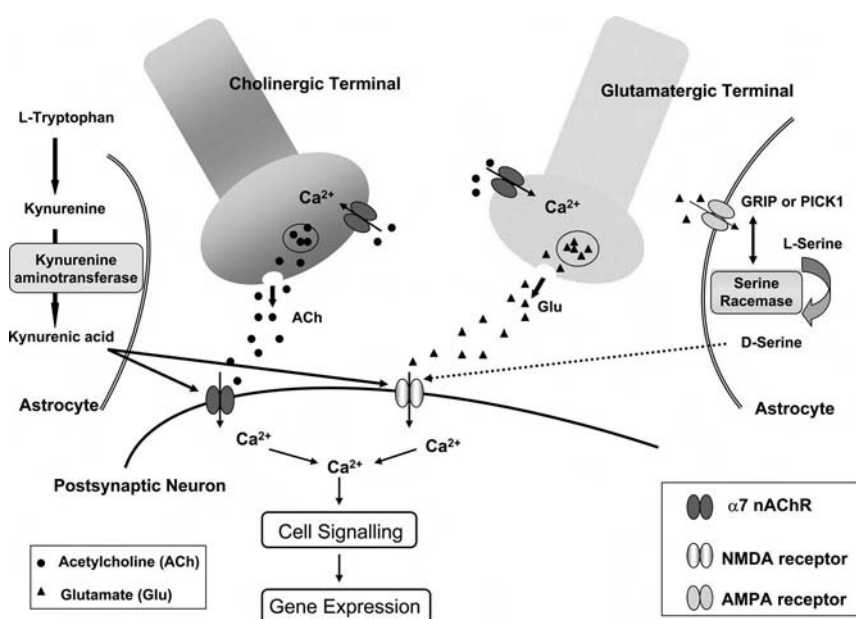 Cholinergic Terminal
Glutamatergic Terminal
L-Tryptophan
Kynurenine
Kynurenine
aminotransferase
Kynurenic acid
Astrocyte
Ca²⁺
ACh
Ca²⁺
Glu
GRIP or PICK1
L-Serine
Serine
Racemase
D-Serine
Astrocyte
Ca²⁺
Ca²⁺
Ca²⁺
Postsynaptic Neuron
Cell Signalling
Gene Expression
Acetylcholine (ACh)
Glutamate (Glu)
α7 nAChR
NMDA receptor
AMPA receptor